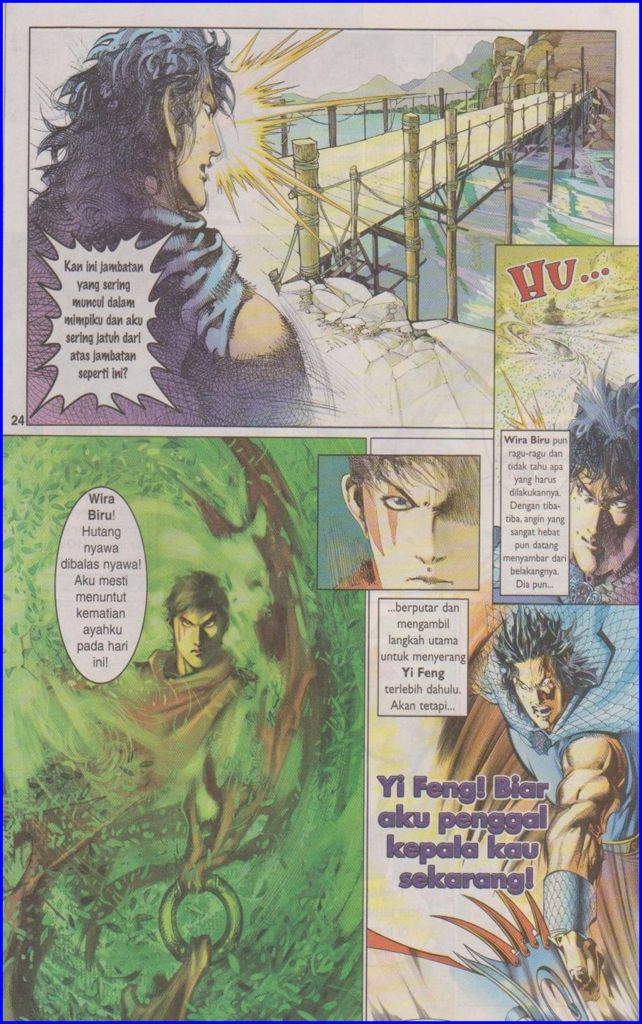 Kan ini jambatan
yang sering
muncul dalam
mimpiku dan aku
sering jatuh dari
atas jambatan
seperti ini?
HU...
24
Wira Biru pun
ragu-ragu dan
tidak tahu apa
yang harus
dilakukannya.
Dengan tiba-
tiba, angin yang
sangat hebat
pun datang
menyambar dari
belakangnya.
Dia pun...
Wira
Biru!
Hutang
nyawa
dibalas nyawa!
Aku mesti
menuntut
kematian
ayahku
pada hari
ini!
...berputar dan
mengambil
langkah utama
untuk menyerang
Yi Feng
terlebih dahulu.
Akan tetapi...
Yi Feng! Biar
aku penggal
kepala kau
sekarang!